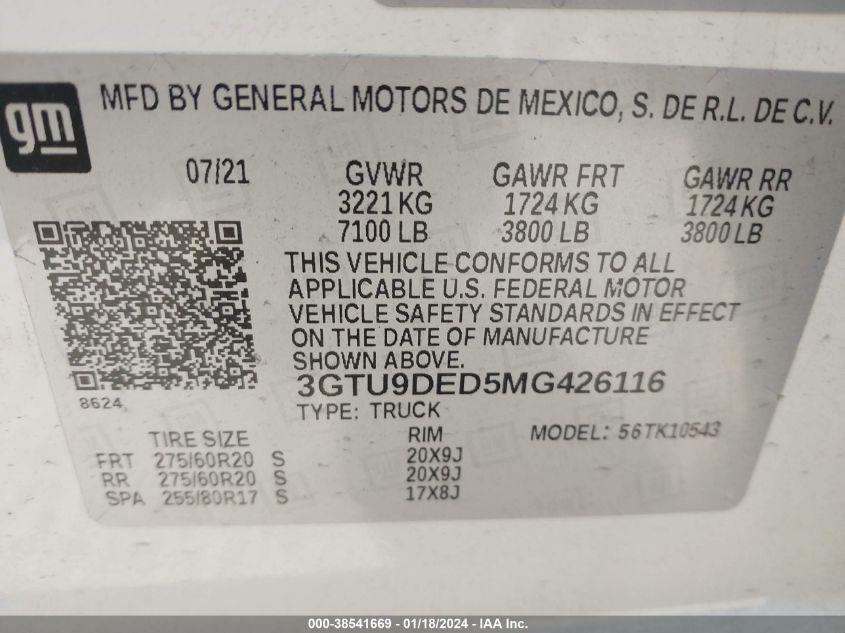 gm
MFD BY GENERAL MOTORS DE MEXICO, S. DE R.L. DE C.V.
07/21 GVWR GAWR FRT GAWR RR
3221 KG 1724 KG 1724 KG
7100 LB 3800 LB 3800 LB
THIS VEHICLE CONFORMS TO ALL
APPLICABLE U.S. FEDERAL MOTOR
VEHICLE SAFETY STANDARDS IN EFFECT
ON THE DATE OF MANUFACTURE
SHOWN ABOVE.
3GTU9DED5MG426116
8624
TYPE: TRUCK
TIRE SIZE RIM MODEL: 56TK10543
FRT 275/60R20 S 20X9J
RR 275/60R20 S 20X9J
SPA 255/80R17 S 17X8J
000-38541669 — 01/18/2024 — IAA Inc.